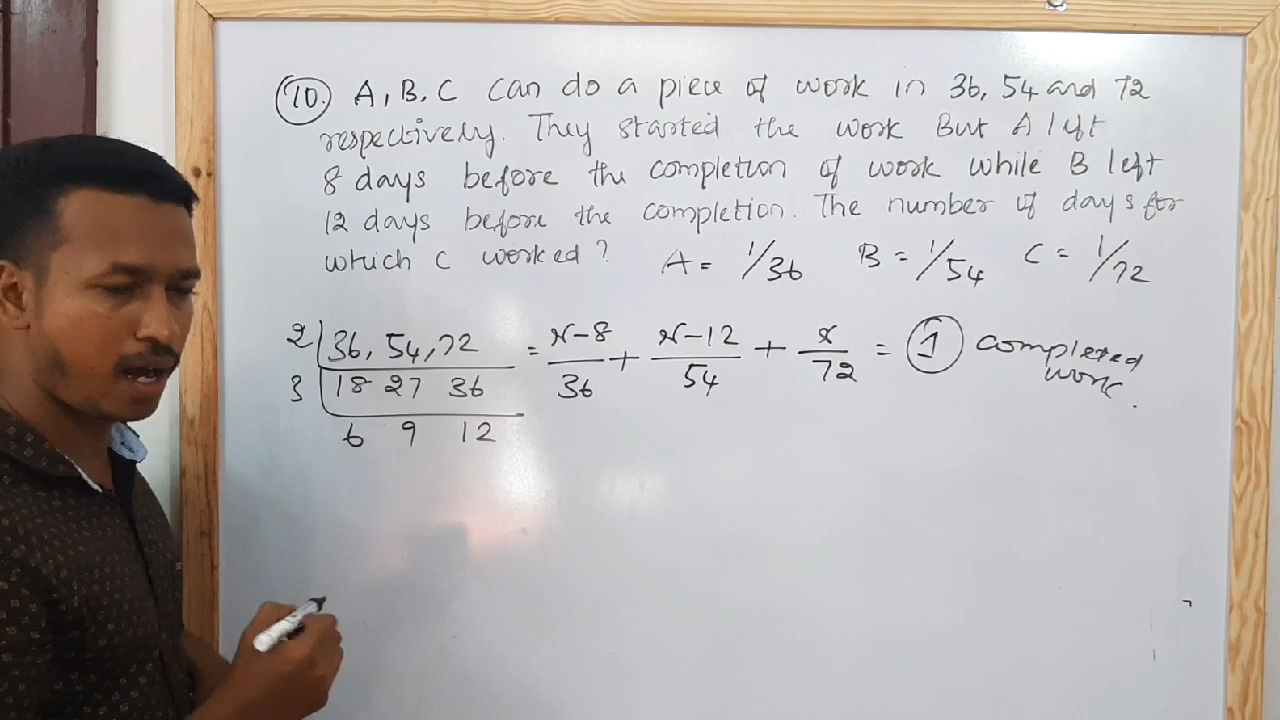 10. A, B, C can do a piece of work in 36, 54 and 72
respectively. They started the work But A left
8 days before the completion of work while B left
12 days before the completion. The number of days for
which C worked? A = 1/36 B = 1/54 C = 1/72
2 | 36, 54, 72 = x-8/36 + x-12/54 + x/72 = 1 completed work.
3 | 18 27 36
6 9 12